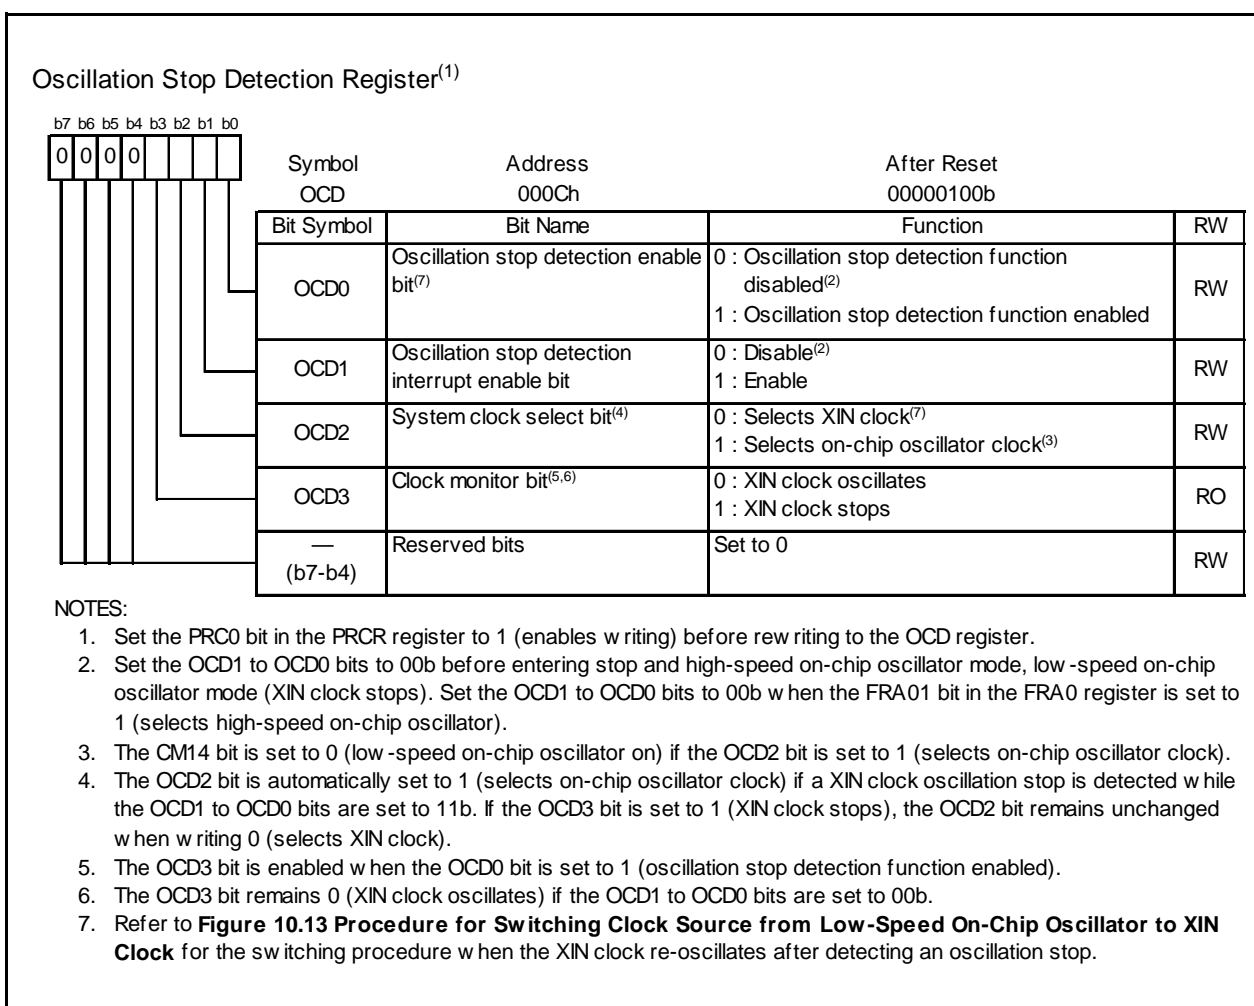 Oscillation Stop Detection Register(1)
b7 b6 b5 b4 b3 b2 b1 b0
0 0 0 0
Symbol Address After Reset
OCD 000Ch 00000100b
Bit Symbol Bit Name Function RW
OCD0 Oscillation stop detection enable bit(7) 0 : Oscillation stop detection function disabled(2) 1 : Oscillation stop detection function enabled RW
OCD1 Oscillation stop detection interrupt enable bit 0 : Disable(2) 1 : Enable RW
OCD2 System clock select bit(4) 0 : Selects XIN clock(7) 1 : Selects on-chip oscillator clock(3) RW
OCD3 Clock monitor bit(5,6) 0 : XIN clock oscillates 1 : XIN clock stops RO
— (b7-b4) Reserved bits Set to 0 RW
NOTES:
1. Set the PRC0 bit in the PRCR register to 1 (enables writing) before rewriting to the OCD register.
2. Set the OCD1 to OCD0 bits to 00b before entering stop and high-speed on-chip oscillator mode, low-speed on-chip
oscillator mode (XIN clock stops). Set the OCD1 to OCD0 bits to 00b when the FRA01 bit in the FRA0 register is set to
1 (selects high-speed on-chip oscillator).
3. The CM14 bit is set to 0 (low-speed on-chip oscillator on) if the OCD2 bit is set to 1 (selects on-chip oscillator clock).
4. The OCD2 bit is automatically set to 1 (selects on-chip oscillator clock) if a XIN clock oscillation stop is detected while
the OCD1 to OCD0 bits are set to 11b. If the OCD3 bit is set to 1 (XIN clock stops), the OCD2 bit remains unchanged
when writing 0 (selects XIN clock).
5. The OCD3 bit is enabled when the OCD0 bit is set to 1 (oscillation stop detection function enabled).
6. The OCD3 bit remains 0 (XIN clock oscillates) if the OCD1 to OCD0 bits are set to 00b.
7. Refer to Figure 10.13 Procedure for Switching Clock Source from Low-Speed On-Chip Oscillator to XIN
Clock for the switching procedure when the XIN clock re-oscillates after detecting an oscillation stop.